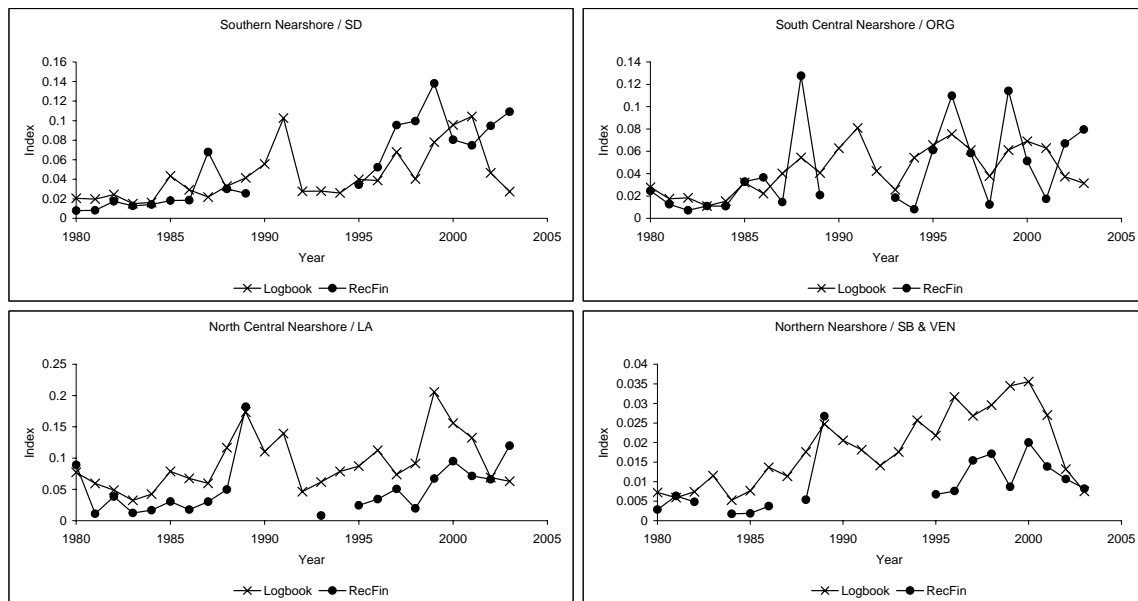 Southern Nearshore / SD
0.16
0.14
0.12
0.1
0.08
0.06
0.04
0.02
0
Index
1980 1985 1990 1995 2000 2005
Year
Logbook RecFin
South Central Nearshore / ORG
0.14
0.12
0.1
0.08
0.06
0.04
0.02
0
Index
1980 1985 1990 1995 2000 2005
Year
Logbook RecFin
North Central Nearshore / LA
0.25
0.2
0.15
0.1
0.05
0
Index
1980 1985 1990 1995 2000 2005
Year
Logbook RecFin
Northern Nearshore / SB & VEN
0.04
0.035
0.03
0.025
0.02
0.015
0.01
0.005
0
Index
1980 1985 1990 1995 2000 2005
Year
Logbook RecFin